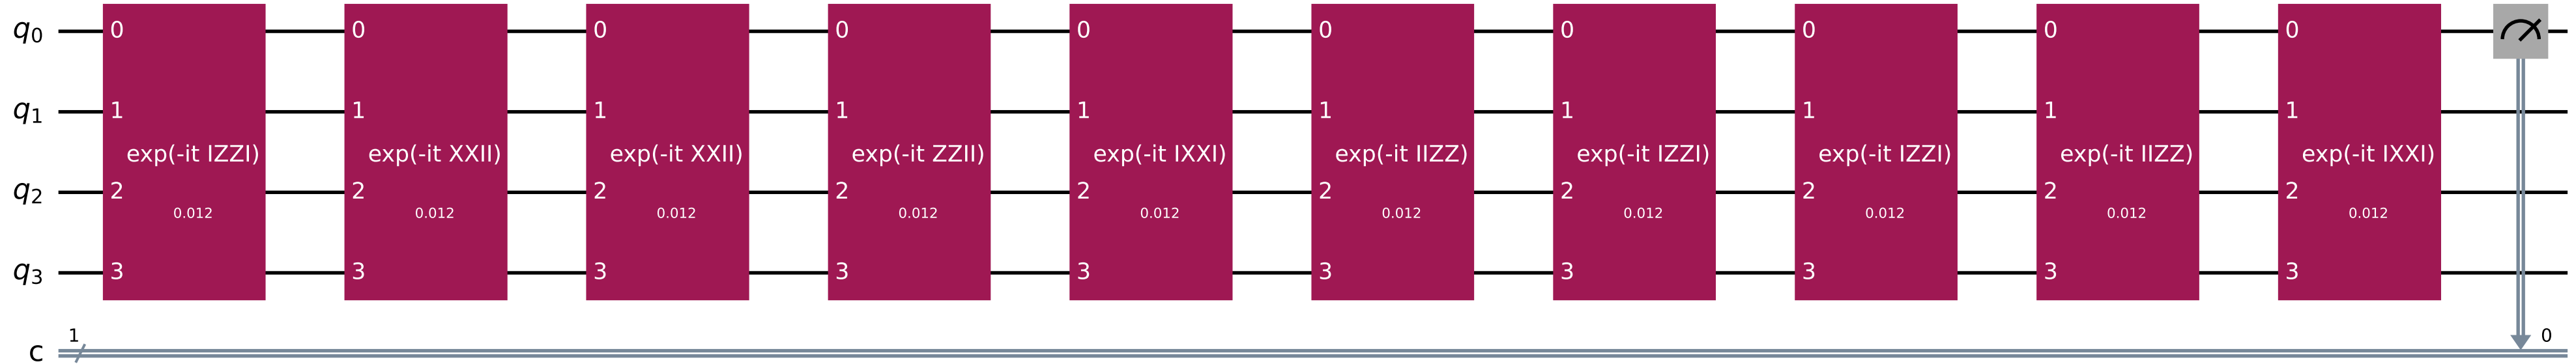 q0 0 0 0 0 0 0 0 0 0 0
q1 1 1 1 1 1 1 1 1 1 1
exp(-it IZZI) exp(-it XXII) exp(-it XXII) exp(-it ZZII) exp(-it IXXI) exp(-it IIZZ) exp(-it IZZI) exp(-it IZZI) exp(-it IIZZ) exp(-it IXXI)
q2 2 2 2 2 2 2 2 2 2 2
0.012 0.012 0.012 0.012 0.012 0.012 0.012 0.012 0.012 0.012
q3 3 3 3 3 3 3 3 3 3 3
1 0
c